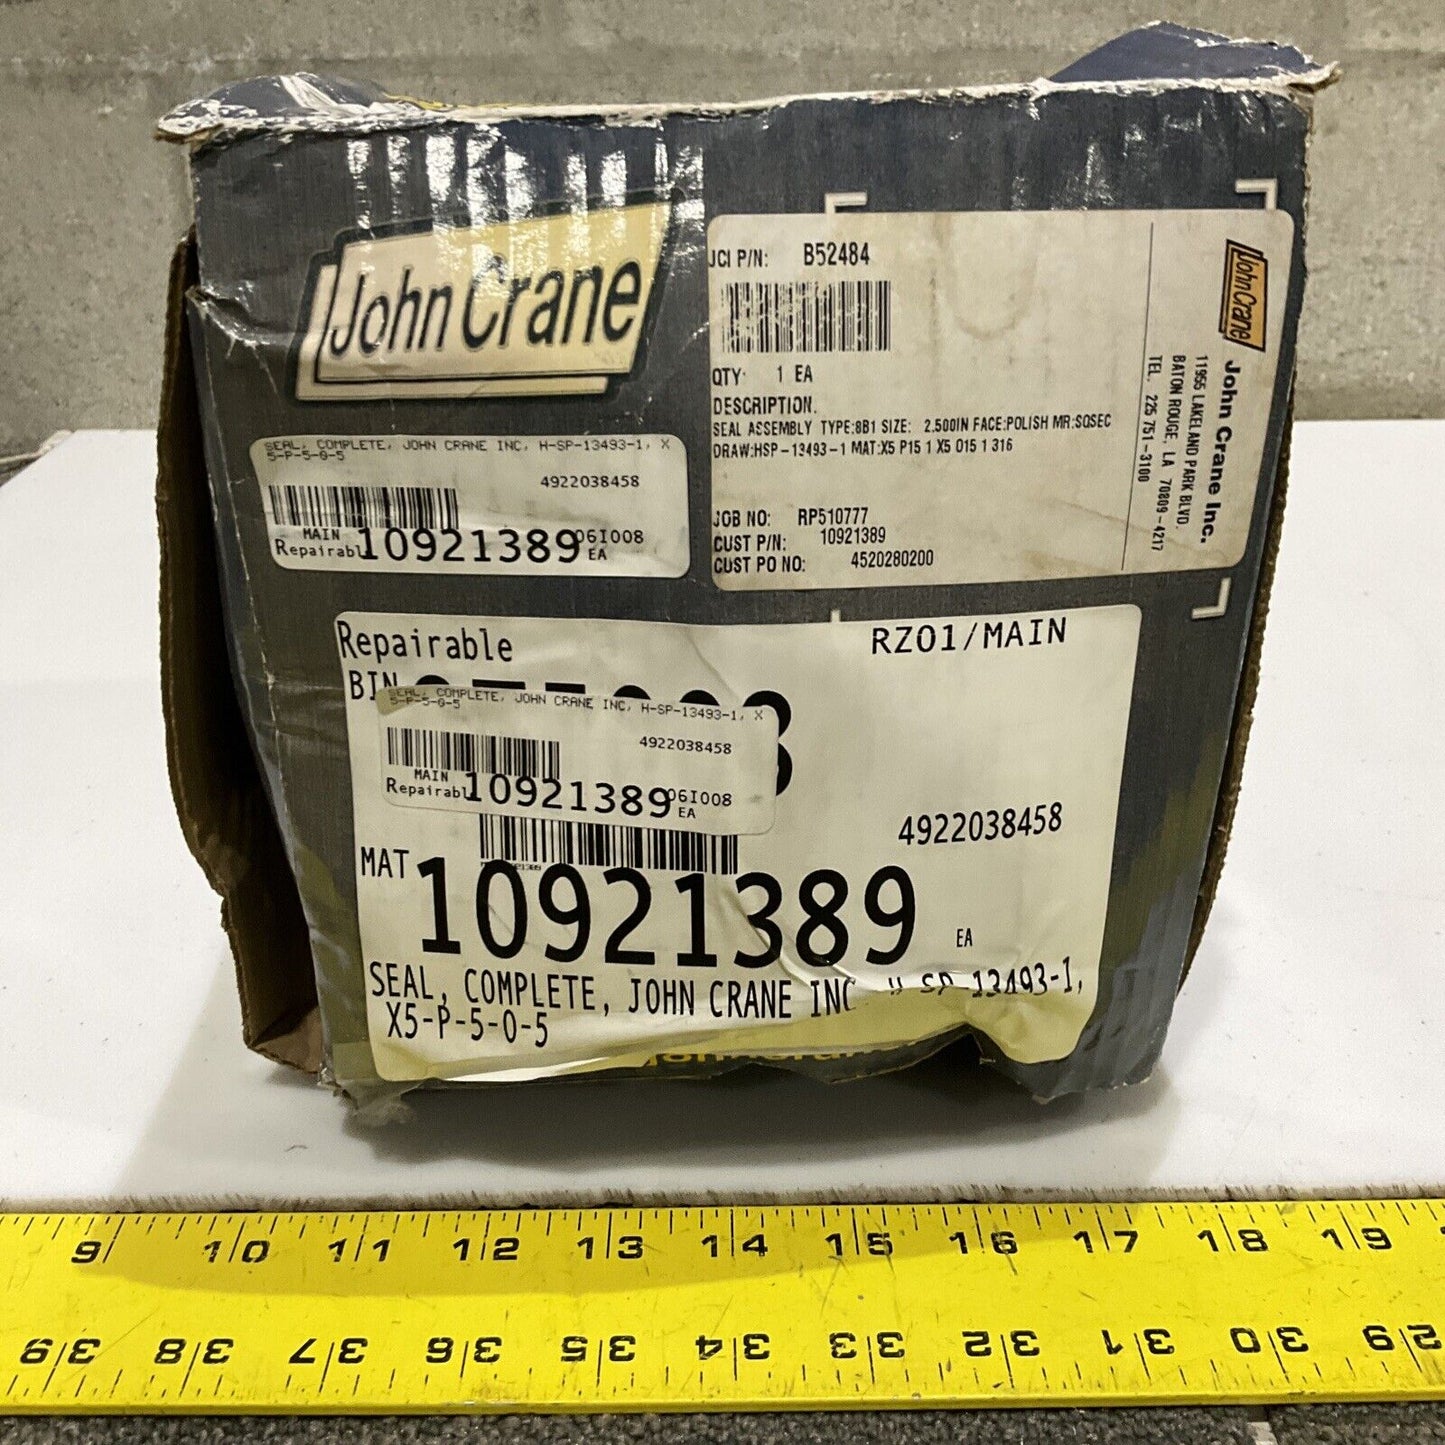 John Crane
JCI P/N: B52484
QTY: 1 EA
DESCRIPTION.
SEAL ASSEMBLY TYPE:8B1 SIZE: 2.500IN FACE:POLISH MR:SQSEC
DRAW:HSP-13493-1 MAT:X5 P15 1 X5 O15 1 316
JOB NO: RP510777
CUST P/N: 10921389
CUST PO NO: 4520280200
John Crane
John Crane Inc.
11955 LAKELAND PARK BLVD.
BATON ROUGE, LA 70809-4217
TEL. 225 751-3100
SEAL, COMPLETE, JOHN CRANE INC, H-SP-13493-1, X
5-P-5-0-5
4922038458
MAIN
Repairabl 10921389 06I008
EA
Repairable RZ01/MAIN
BIN
SEAL, COMPLETE, JOHN CRANE INC, H-SP-13493-1, X
5-P-5-0-5
4922038458
MAIN
Repairabl 10921389 06I008
EA
4922038458
MAT 10921389 EA
SEAL, COMPLETE, JOHN CRANE INC H-SP-13493-1,
X5-P-5-0-5
John Crane
9 10 11 12 13 14 15 16 17 18 19
39 38 37 36 35 34 33 32 31 30 29